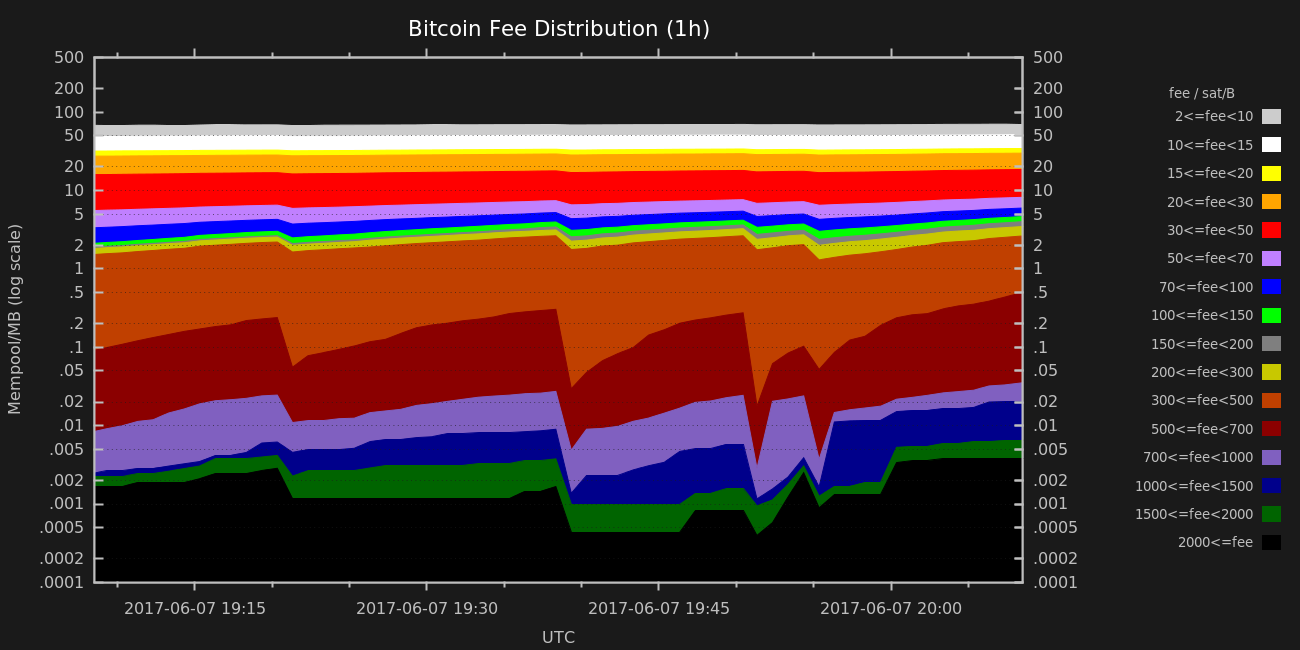 Bitcoin Fee Distribution (1h)
500 500
200 200
100 100
50 50
20 20
10 10
5 5
2 2
1 1
.5 .5
.2 .2
.1 .1
.05 .05
.02 .02
.01 .01
.005 .005
.002 .002
.001 .001
.0005 .0005
.0002 .0002
.0001 .0001
Mempool/MB (log scale)
2017-06-07 19:15 2017-06-07 19:30 2017-06-07 19:45 2017-06-07 20:00
UTC
fee / sat/B
2<=fee<10
10<=fee<15
15<=fee<20
20<=fee<30
30<=fee<50
50<=fee<70
70<=fee<100
100<=fee<150
150<=fee<200
200<=fee<300
300<=fee<500
500<=fee<700
700<=fee<1000
1000<=fee<1500
1500<=fee<2000
2000<=fee